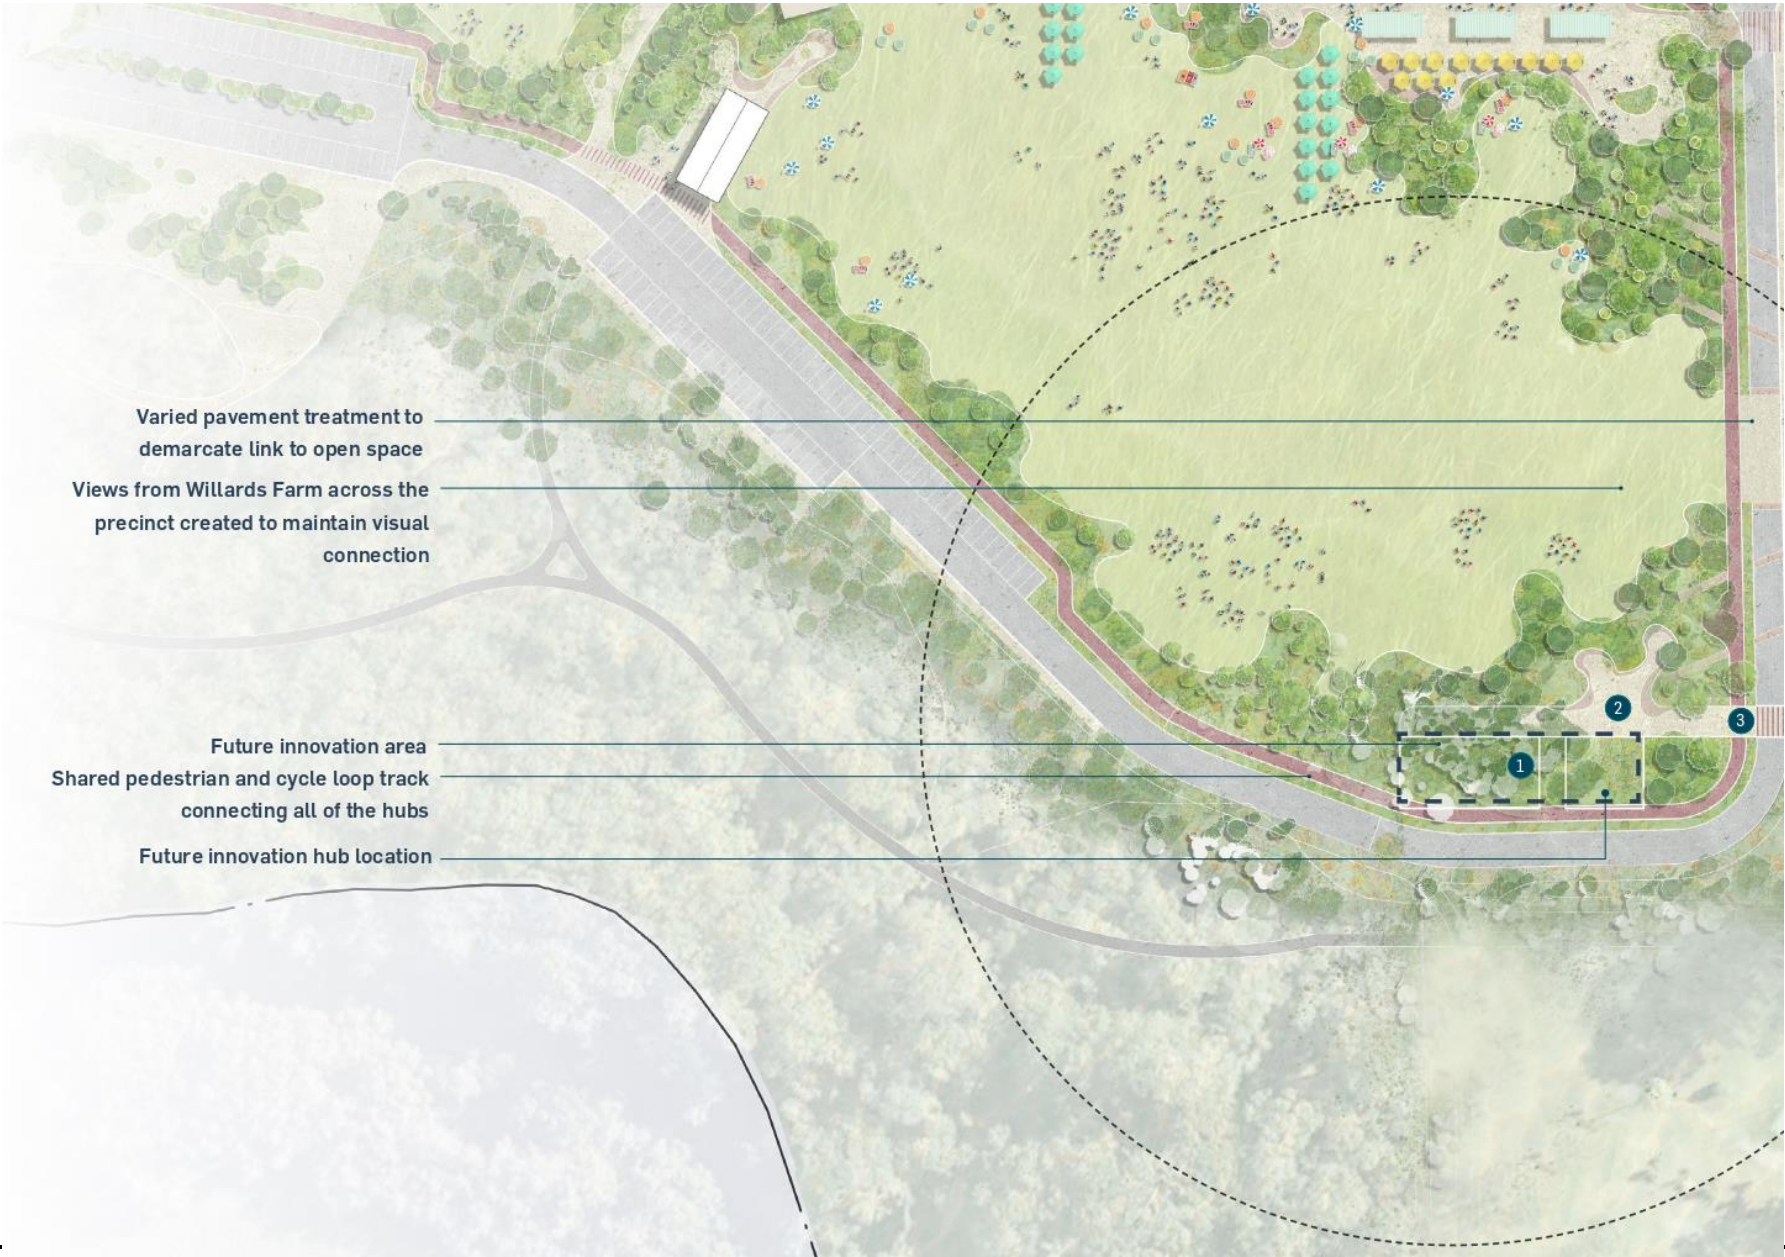 Varied pavement treatment to
demarcate link to open space
Views from Willards Farm across the
precinct created to maintain visual
connection
2
3
Future innovation area
1
Shared pedestrian and cycle loop track
connecting all of the hubs
Future innovation hub location